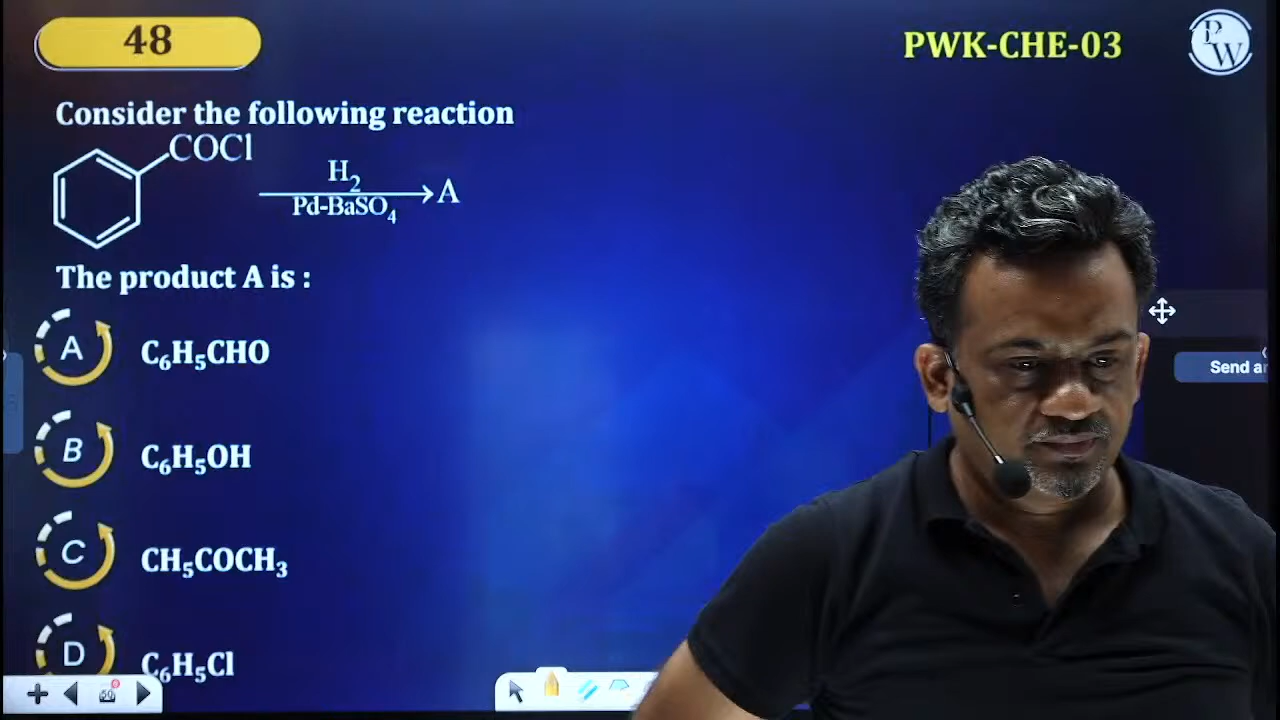 48
PWK-CHE-03
P
W
Consider the following reaction
COCl
H₂
Pd-BaSO₄
A
The product A is :
A C₆H₅CHO
B C₆H₅OH
C CH₅COCH₃
D C₆H₅Cl
Send a